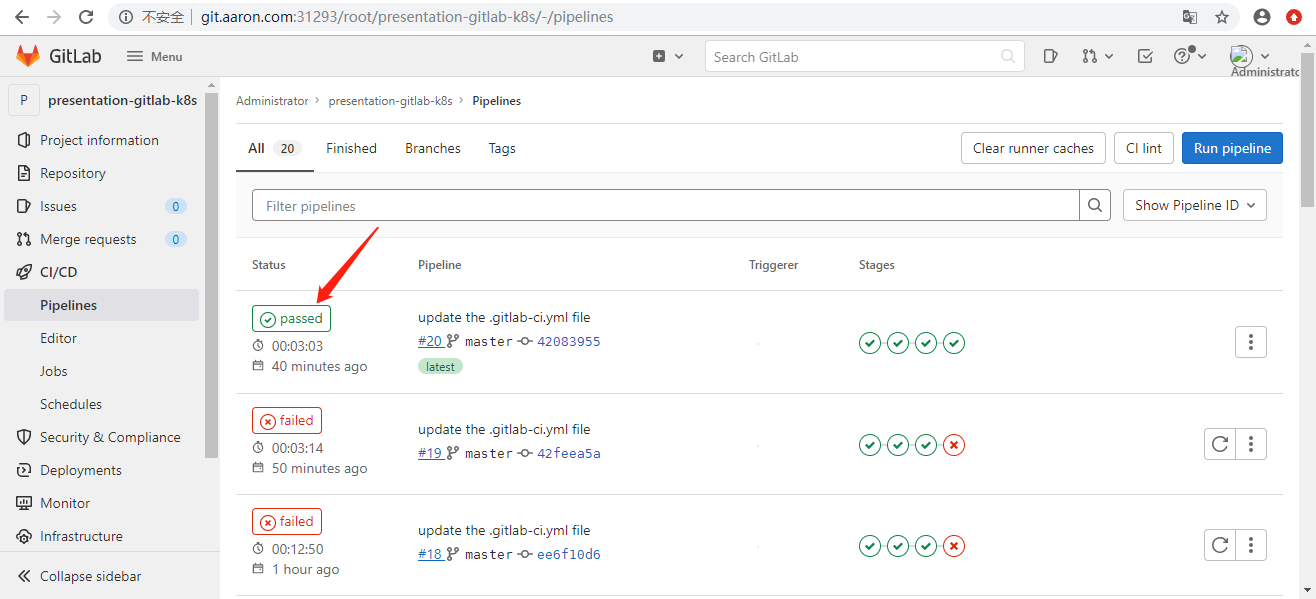 不安全 git.aaron.com:31293/root/presentation-gitlab-k8s/-/pipelines
GitLab Menu Search GitLab
Administrator
P presentation-gitlab-k8s
Project information
Repository
Issues 0
Merge requests 0
CI/CD
Pipelines
Editor
Jobs
Schedules
Security & Compliance
Deployments
Monitor
Infrastructure
Collapse sidebar
Administrator > presentation-gitlab-k8s > Pipelines
All 20 Finished Branches Tags Clear runner caches CI lint Run pipeline
Filter pipelines Show Pipeline ID
Status Pipeline Triggerer Stages
passed update the .gitlab-ci.yml file
00:03:03 #20 master 42083955
40 minutes ago latest
failed update the .gitlab-ci.yml file
00:03:14 #19 master 42feea5a
50 minutes ago
failed update the .gitlab-ci.yml file
00:12:50 #18 master ee6f10d6
1 hour ago